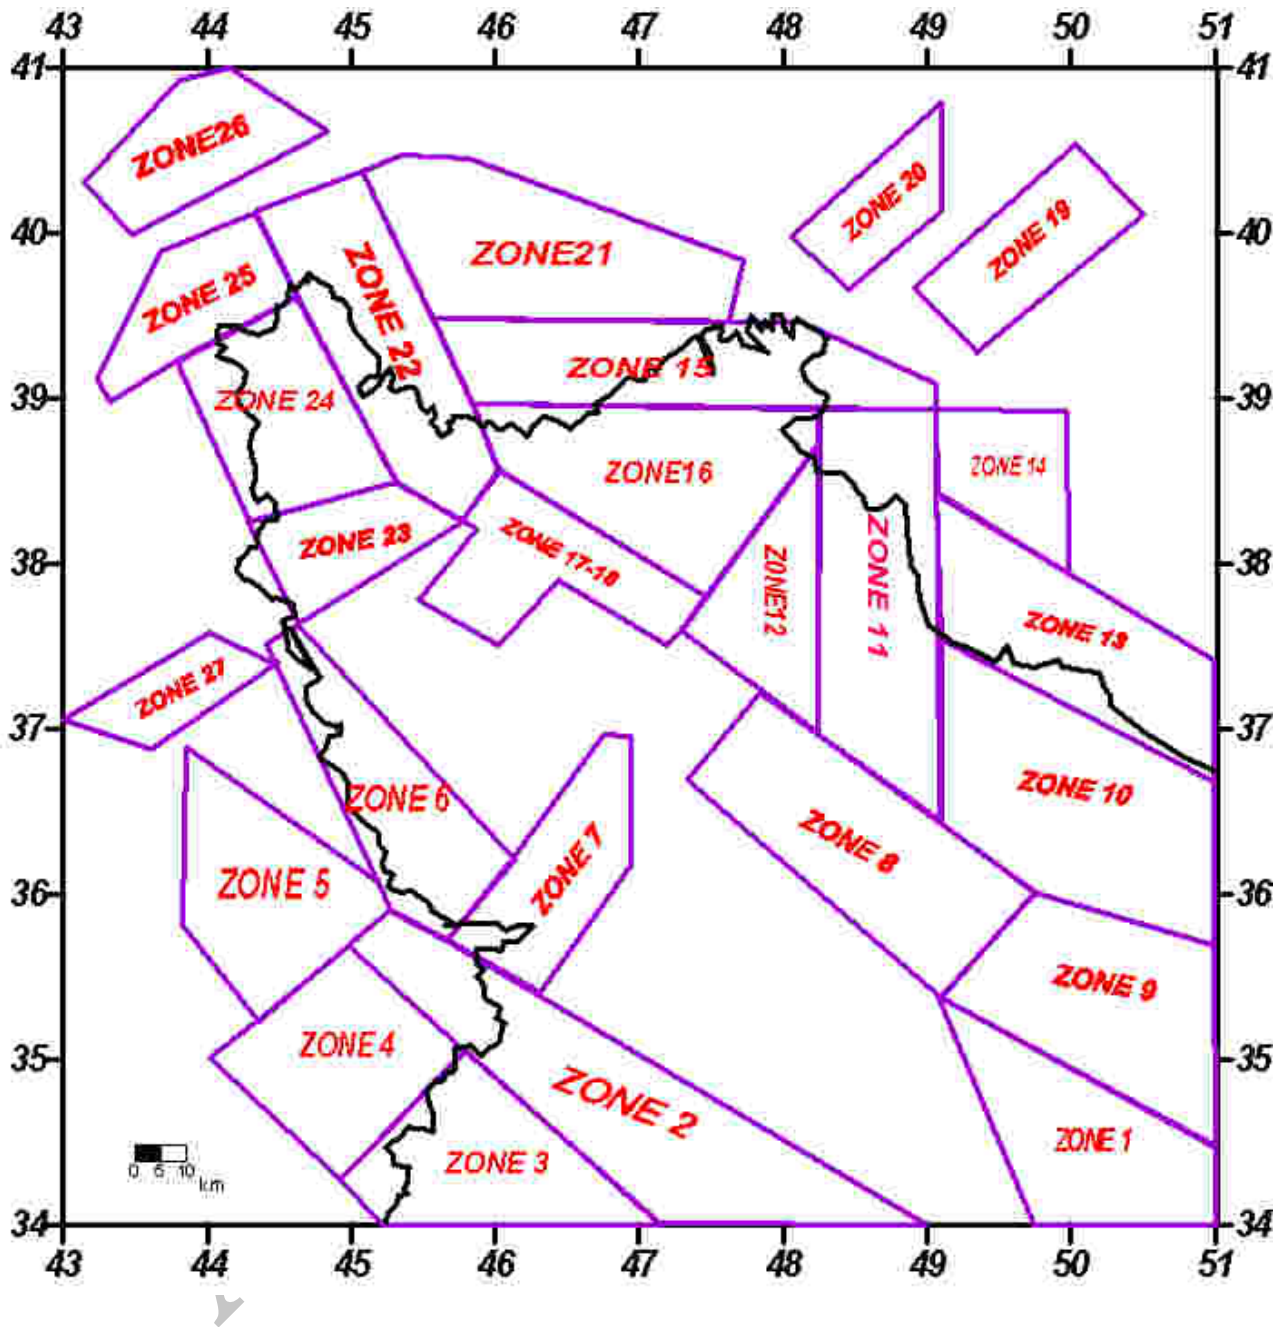 43 44 45 46 47 48 49 50 51
41 41
ZONE26
ZONE 20
ZONE 19
40 40
ZONE21
ZONE 25
ZONE 22
ZONE 15
39 39
ZONE 24
ZONE16
ZONE 14
ZONE 23
ZONE 17-18
38 38
ZONE12
ZONE 11
ZONE 13
ZONE 27
37 37
ZONE 6
ZONE 10
ZONE 8
ZONE 7
ZONE 5
36 36
ZONE 9
ZONE 4
35 35
ZONE 2
ZONE 1
ZONE 3
0 5 10
km
34 34
43 44 45 46 47 48 49 50 51